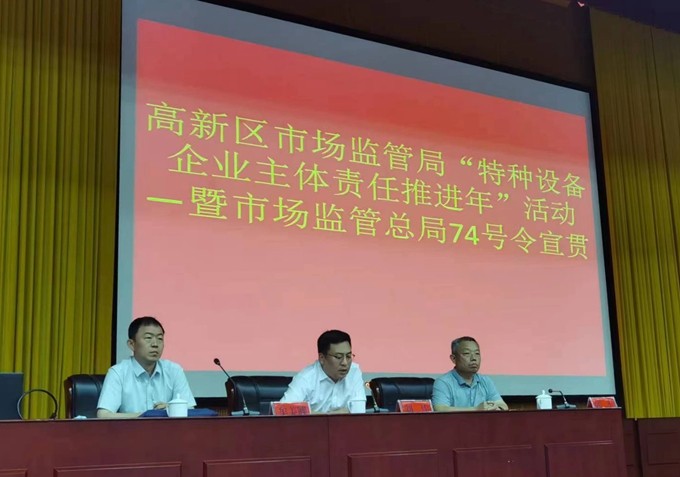 高新区市场监管局“特种设备
企业主体责任推进年”活动
一暨市场监管总局74号令宣贯